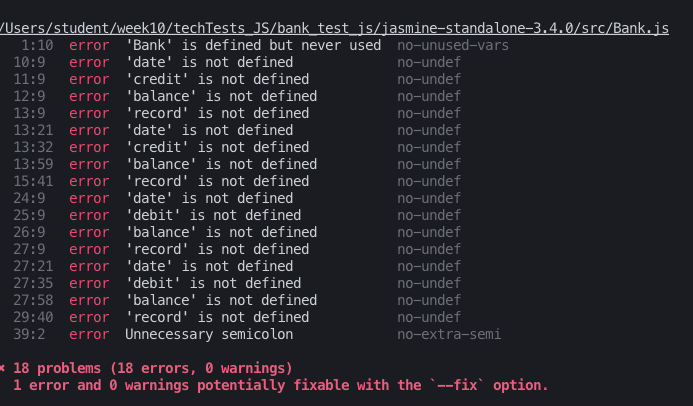 /Users/student/week10/techTests_JS/bank_test_js/jasmine-standalone-3.4.0/src/Bank.js
1:10 error 'Bank' is defined but never used no-unused-vars
10:9 error 'date' is not defined no-undef
11:9 error 'credit' is not defined no-undef
12:9 error 'balance' is not defined no-undef
13:9 error 'record' is not defined no-undef
13:21 error 'date' is not defined no-undef
13:32 error 'credit' is not defined no-undef
13:59 error 'balance' is not defined no-undef
15:41 error 'record' is not defined no-undef
24:9 error 'date' is not defined no-undef
25:9 error 'debit' is not defined no-undef
26:9 error 'balance' is not defined no-undef
27:9 error 'record' is not defined no-undef
27:21 error 'date' is not defined no-undef
27:35 error 'debit' is not defined no-undef
27:58 error 'balance' is not defined no-undef
29:40 error 'record' is not defined no-undef
39:2 error Unnecessary semicolon no-extra-semi
✖ 18 problems (18 errors, 0 warnings)
1 error and 0 warnings potentially fixable with the `--fix` option.